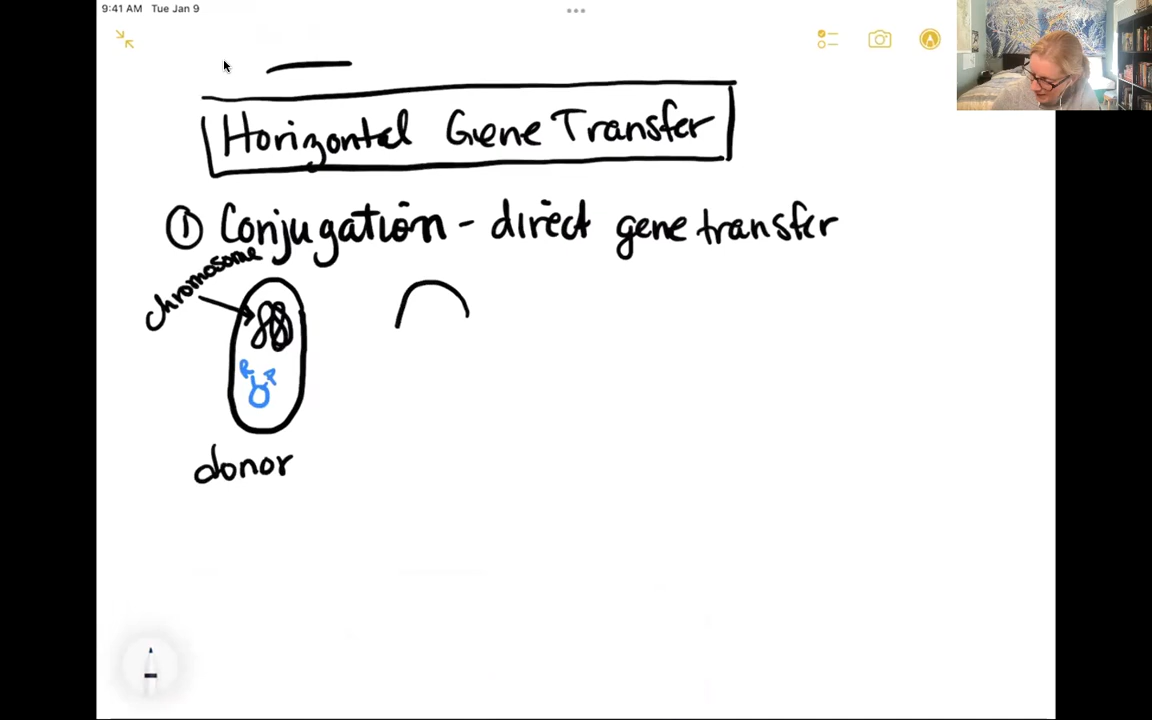 9:41 AM Tue Jan 9
Horizontal Gene Transfer
① Conjugation - direct gene transfer
chromosome
R
donor